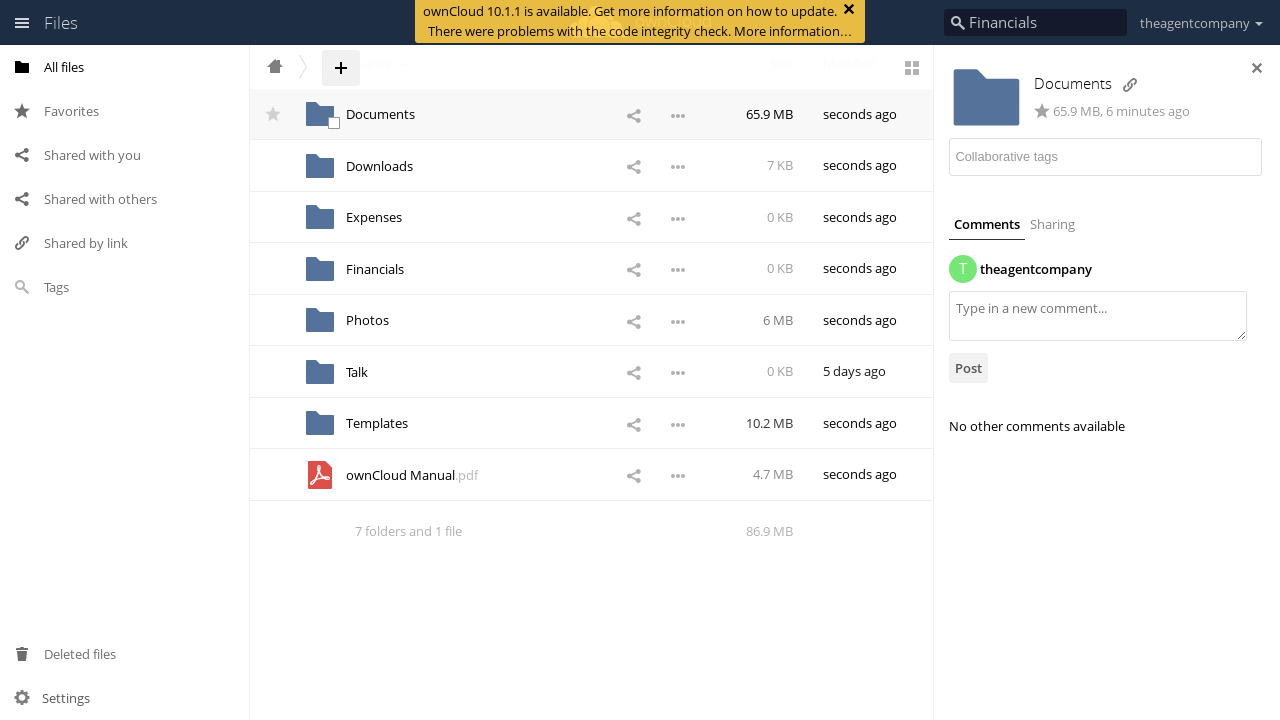 Files
ownCloud 10.1.1 is available. Get more information on how to update.
There were problems with the code integrity check. More information…
Financials
theagentcompany
All files
Favorites
Shared with you
Shared with others
Shared by link
Tags
Deleted files
Settings
Documents 65.9 MB seconds ago
Downloads 7 KB seconds ago
Expenses 0 KB seconds ago
Financials 0 KB seconds ago
Photos 6 MB seconds ago
Talk 0 KB 5 days ago
Templates 10.2 MB seconds ago
ownCloud Manual.pdf 4.7 MB seconds ago
7 folders and 1 file 86.9 MB
Documents
65.9 MB, 6 minutes ago
Collaborative tags
Comments Sharing
T theagentcompany
Type in a new comment...
Post
No other comments available